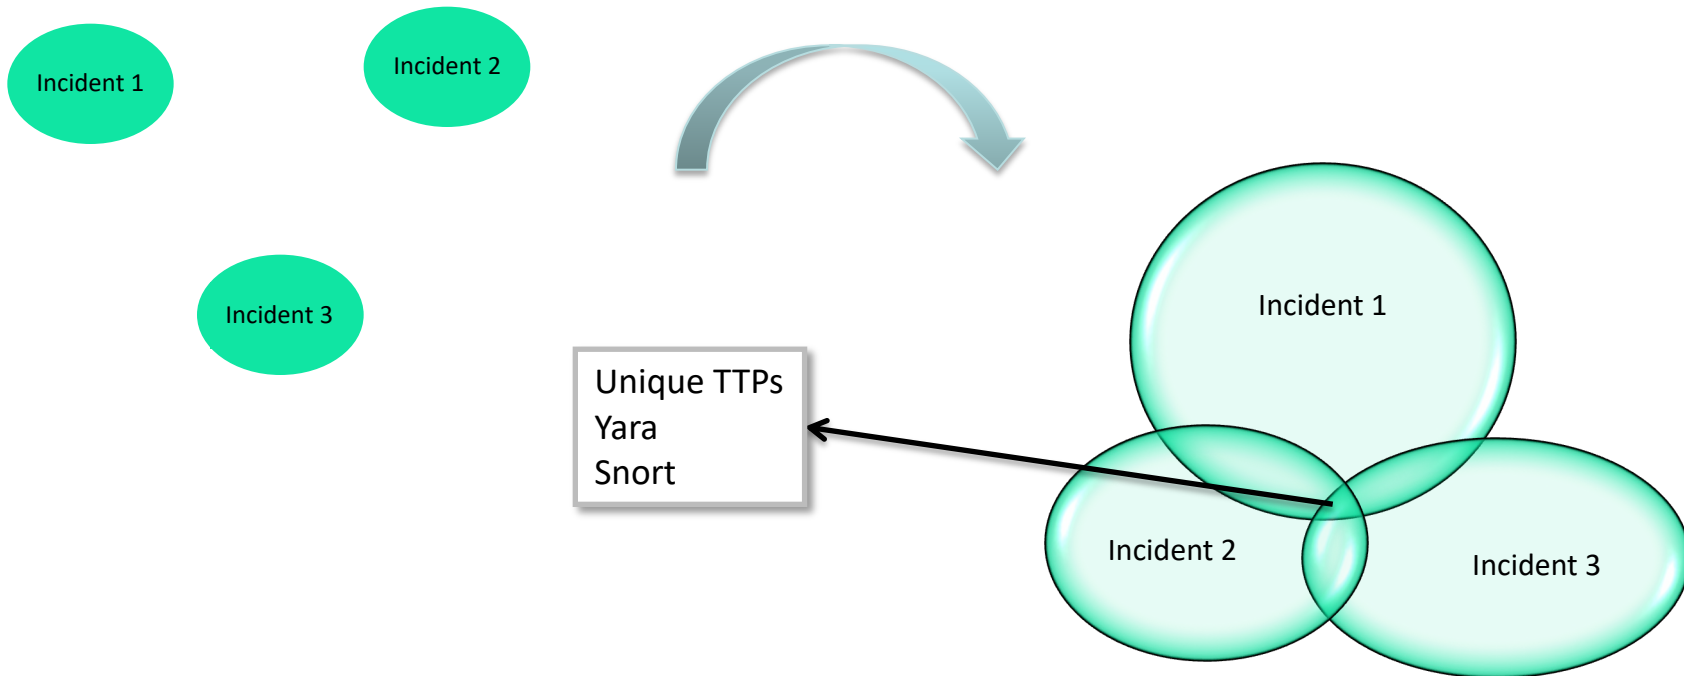 Incident 1
Incident 2
Incident 3
Unique TTPs
Yara
Snort
Incident 1
Incident 2
Incident 3